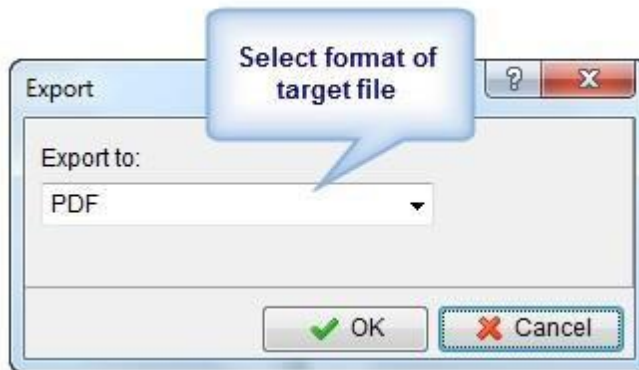 Select format of
target file
Export
?
Export to:
PDF
OK
Cancel